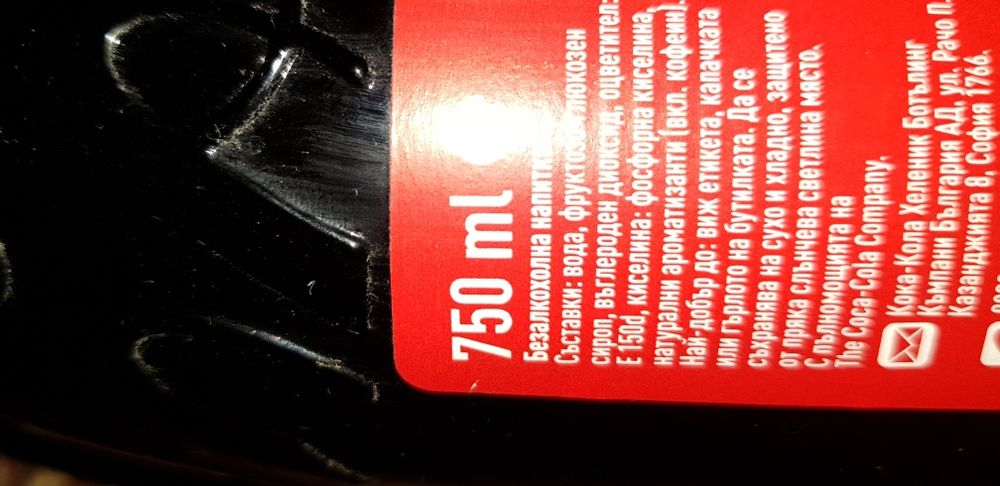 750 ml
Безалкохолна напитка
Съставки: вода, фруктозо-глюкозен
сироп, въглероден диоксид, оцветител:
Е 150d, киселина: фосфорна киселина,
натурални ароматизанти (вкл. кофеин).
Най-добър до: виж етикета, капачката
или гърлото на бутилката. Да се
съхранява на сухо и хладно, защитено
от пряка слънчева светлина място.
С пълномощията на
The Coca-Cola Company.
Кока-Кола Хеленик Ботълинг
Къмпани България АД, ул. Рачо П.
Казанджията 8, София 1766.